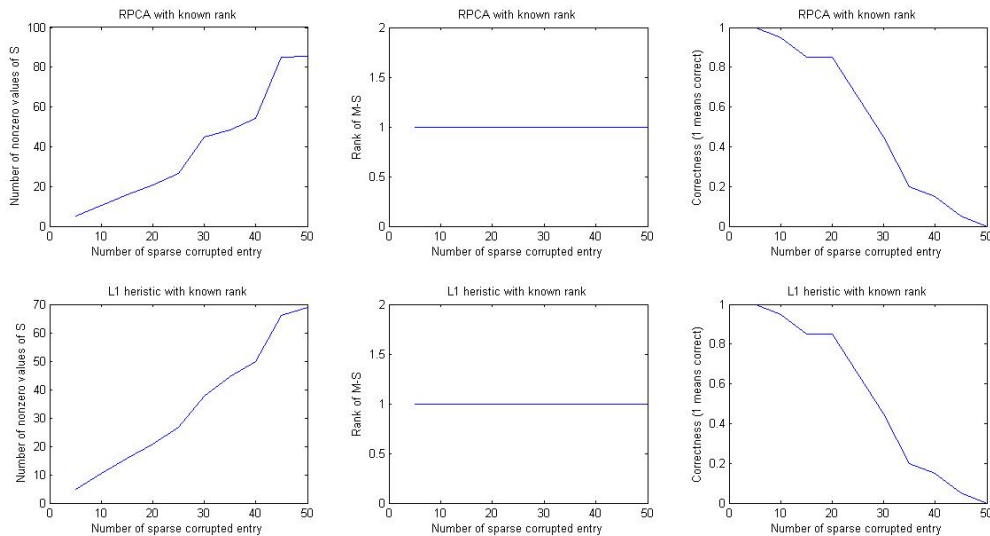 RPCA with known rank
Number of nonzero values of S
100
80
60
40
20
0
0 10 20 30 40 50
Number of sparse corrupted entry
RPCA with known rank
Rank of M-S
2
1.5
1
0.5
0
0 10 20 30 40 50
Number of sparse corrupted entry
RPCA with known rank
Correctness (1 means correct)
1
0.8
0.6
0.4
0.2
0
0 10 20 30 40 50
Number of sparse corrupted entry
L1 heristic with known rank
Number of nonzero values of S
70
60
50
40
30
20
10
0
0 10 20 30 40 50
Number of sparse corrupted entry
L1 heristic with known rank
Rank of M-S
2
1.5
1
0.5
0
0 10 20 30 40 50
Number of sparse corrupted entry
L1 heristic with known rank
Correctness (1 means correct)
1
0.8
0.6
0.4
0.2
0
0 10 20 30 40 50
Number of sparse corrupted entry